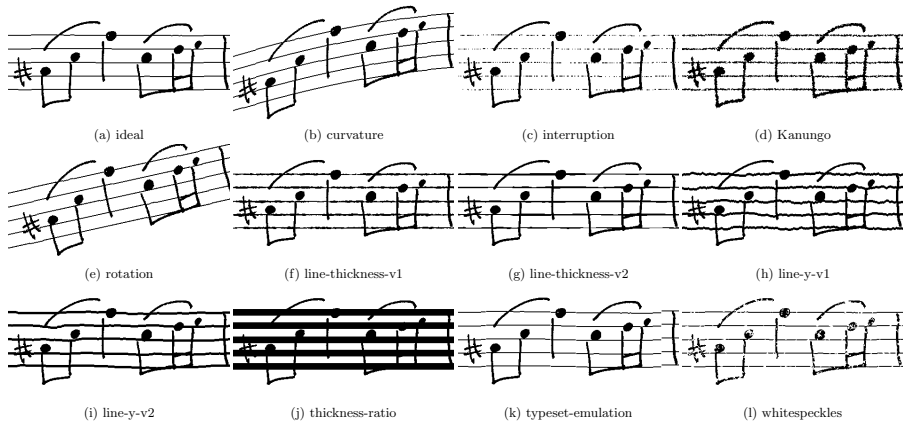 (a) ideal
(b) curvature
(c) interruption
(d) Kanungo
(e) rotation
(f) line-thickness-v1
(g) line-thickness-v2
(h) line-y-v1
(i) line-y-v2
(j) thickness-ratio
(k) typeset-emulation
(l) whitespeckles